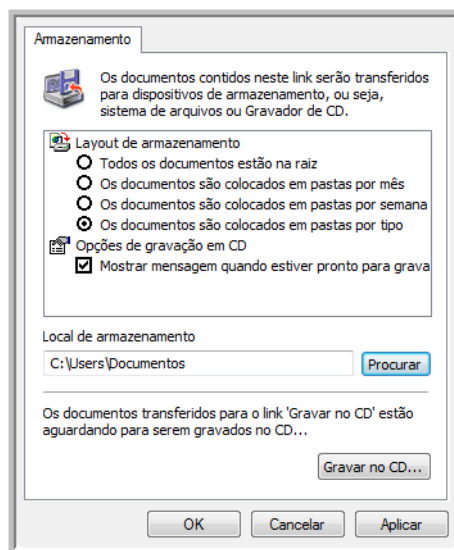 Armazenamento
Os documentos contidos neste link serão transferidos
para dispositivos de armazenamento, ou seja,
sistema de arquivos ou Gravador de CD.
Layout de armazenamento
Todos os documentos estão na raiz
Os documentos são colocados em pastas por mês
Os documentos são colocados em pastas por semana
Os documentos são colocados em pastas por tipo
Opções de gravação em CD
Mostrar mensagem quando estiver pronto para grava
Local de armazenamento
C:\Users\Documentos
Procurar
Os documentos transferidos para o link 'Gravar no CD' estão
aguardando para serem gravados no CD...
Gravar no CD...
OK
Cancelar
Aplicar